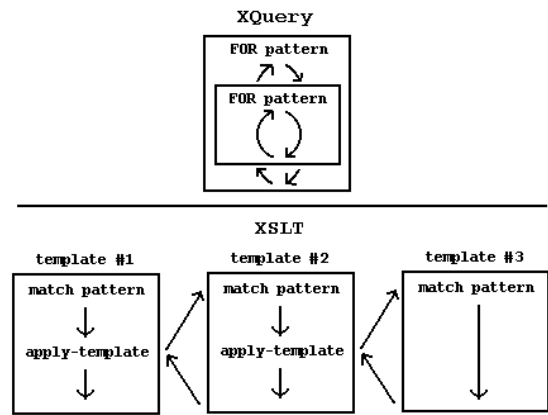 XQuery
FOR pattern
FOR pattern
XSLT
template #1
template #2
template #3
match pattern
match pattern
match pattern
apply-template
apply-template